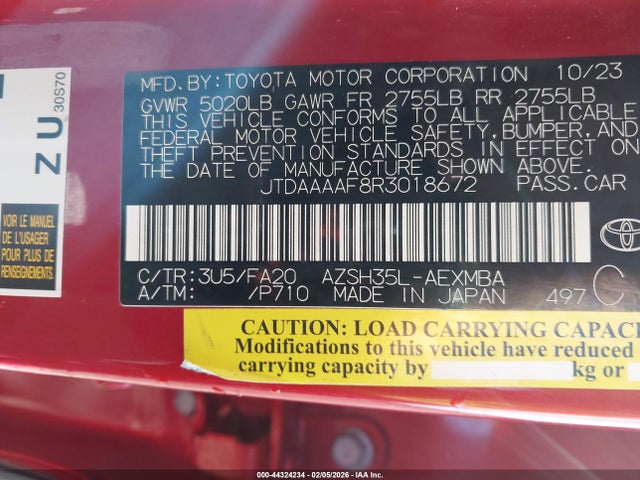 MFD.BY:TOYOTA MOTOR CORPORATION 10/23
GVWR 5020LB GAWR FR 2755LB RR 2755LB
THIS VEHICLE CONFORMS TO ALL APPLICABLE
FEDERAL MOTOR VEHICLE SAFETY,BUMPER,AND
THEFT PREVENTION STANDARDS IN EFFECT ON
THE DATE OF MANUFACTURE SHOWN ABOVE.
JTDAAAAF8R3018672 PASS.CAR
C/TR:3U5/FA20 AZSH35L-AEXMBA
A/TM: /P710 MADE IN JAPAN 497 C
TOYOTA
ZU
30S70
VOIR LE MANUEL
DE L'USAGER
POUR PLUS DE
RENSEIGNEMENTS
CAUTION: LOAD CARRYING CAPAC
Modifications to this vehicle have reduced
carrying capacity by kg or
000-44324234 - 02/05/2026 - IAA Inc.